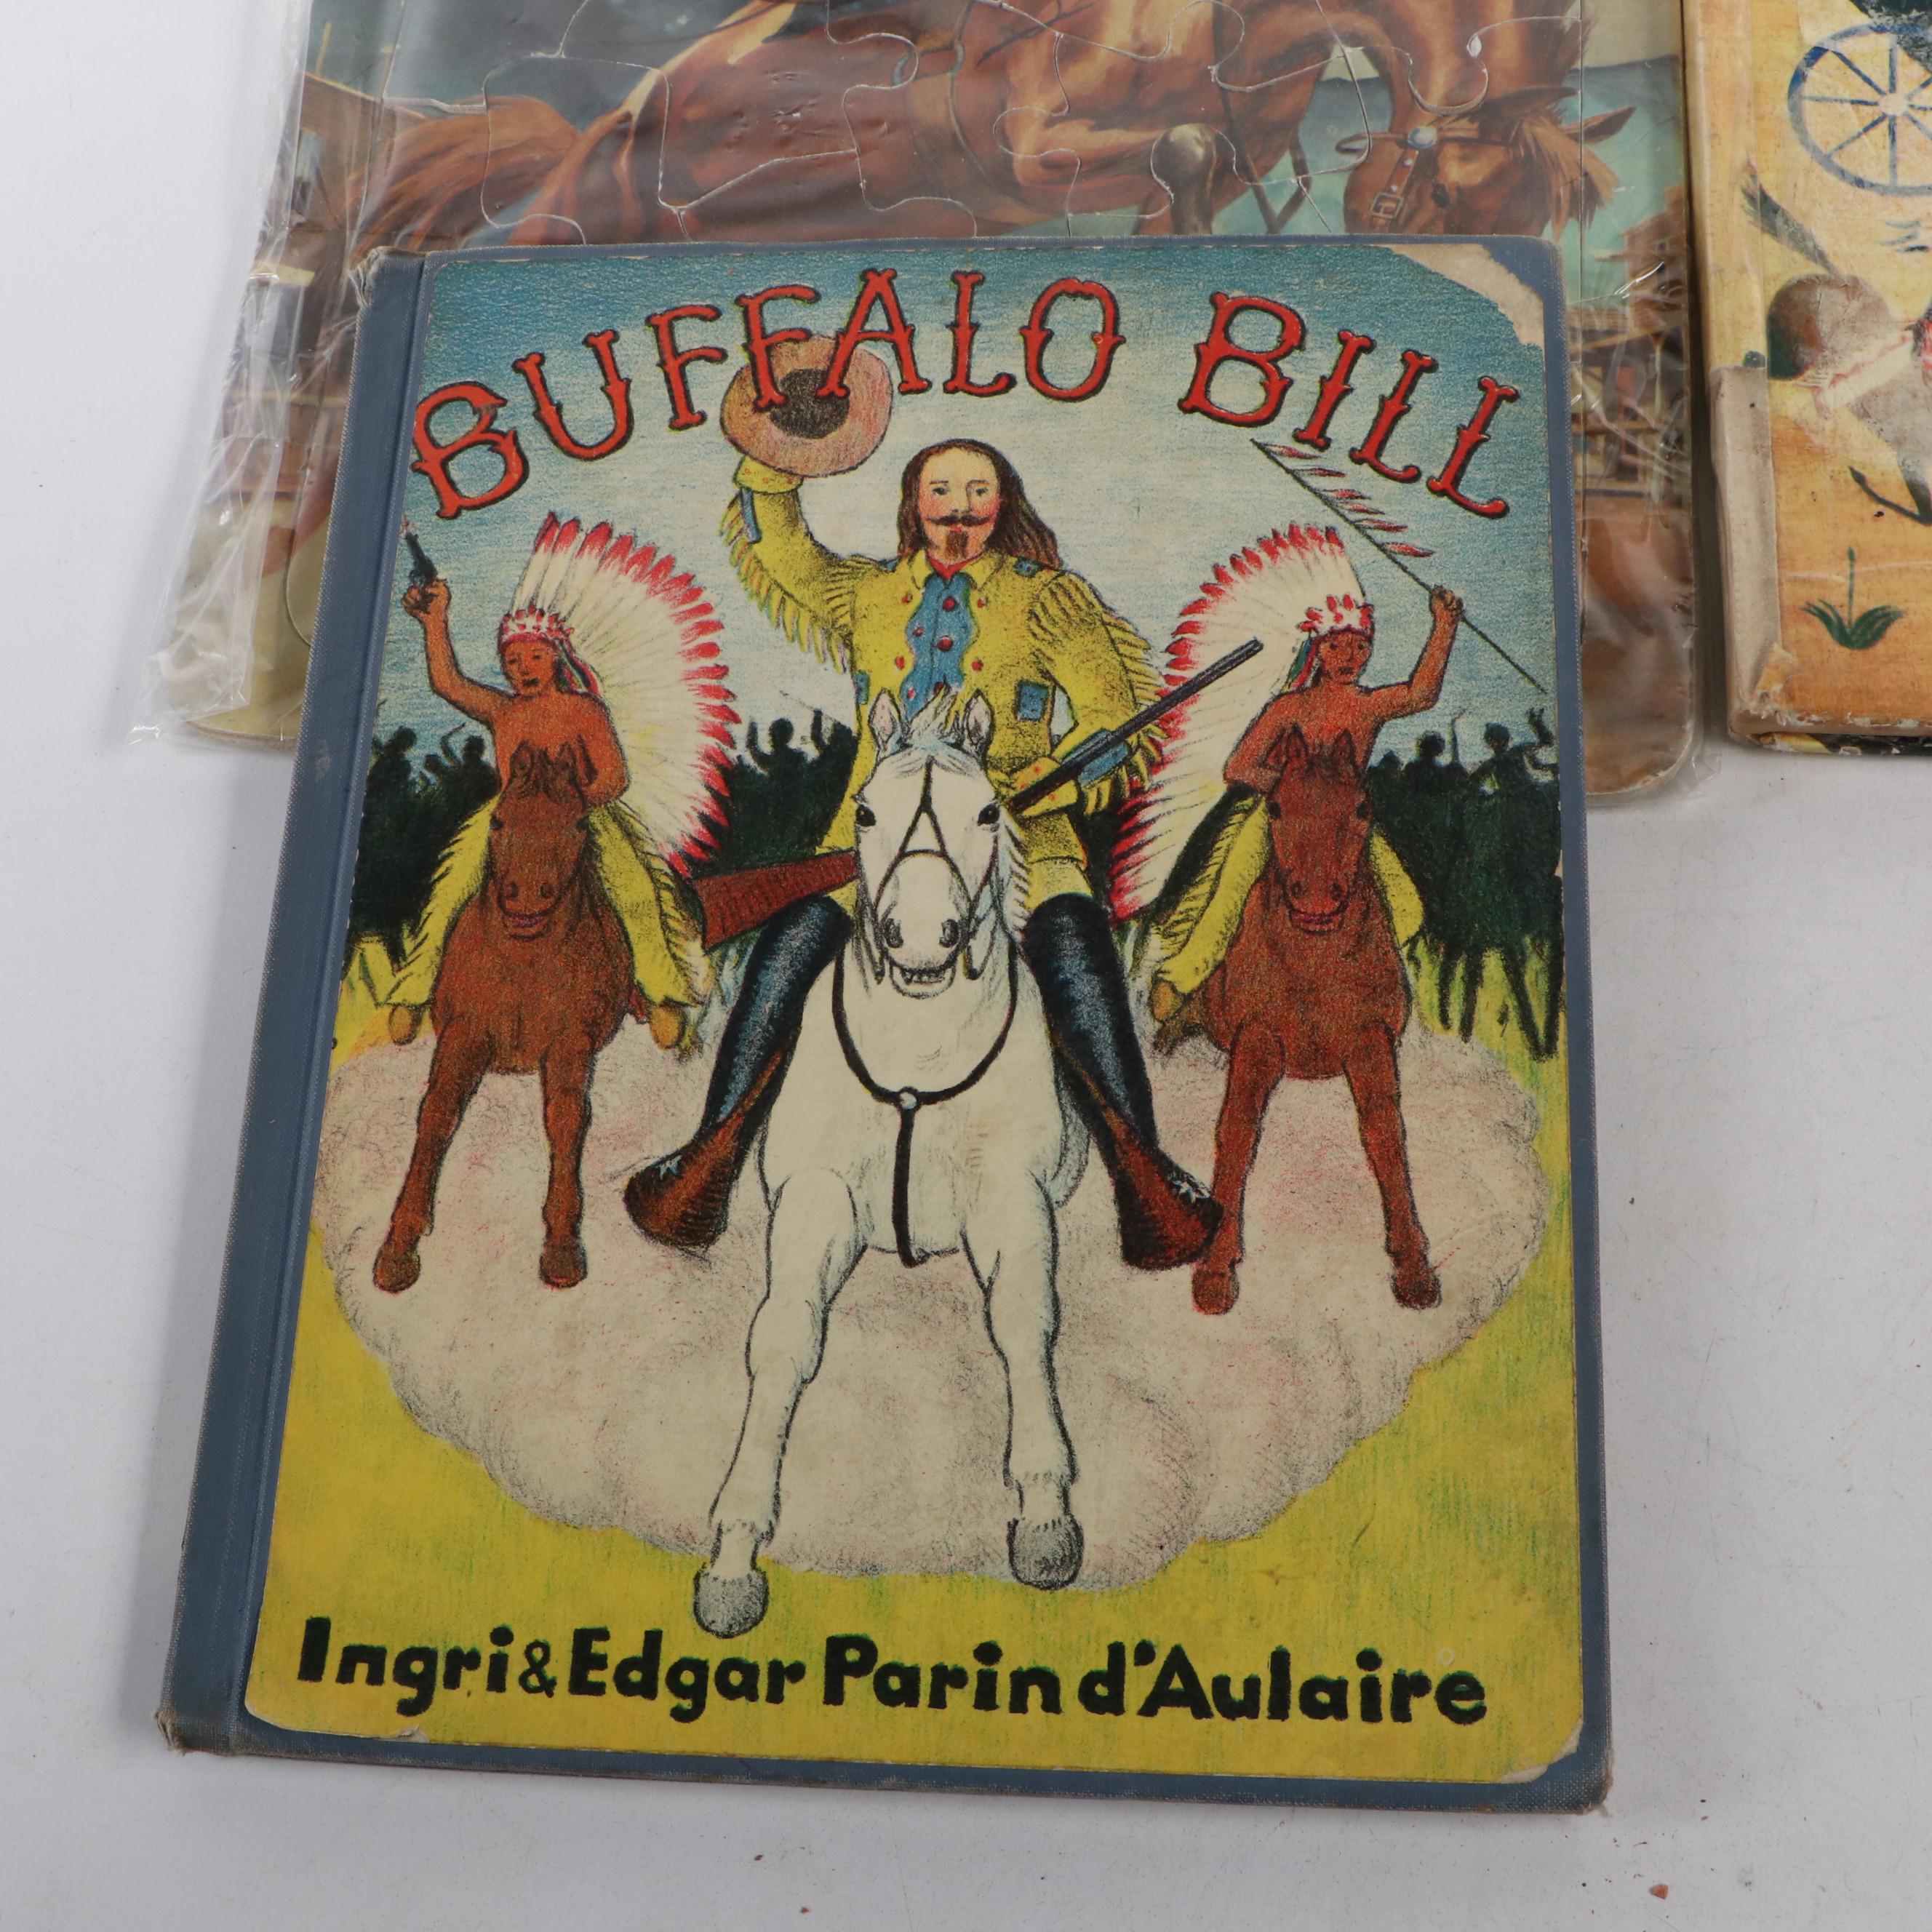 BUFFALO BILL
Ingri & Edgar Parin d'Aulaire